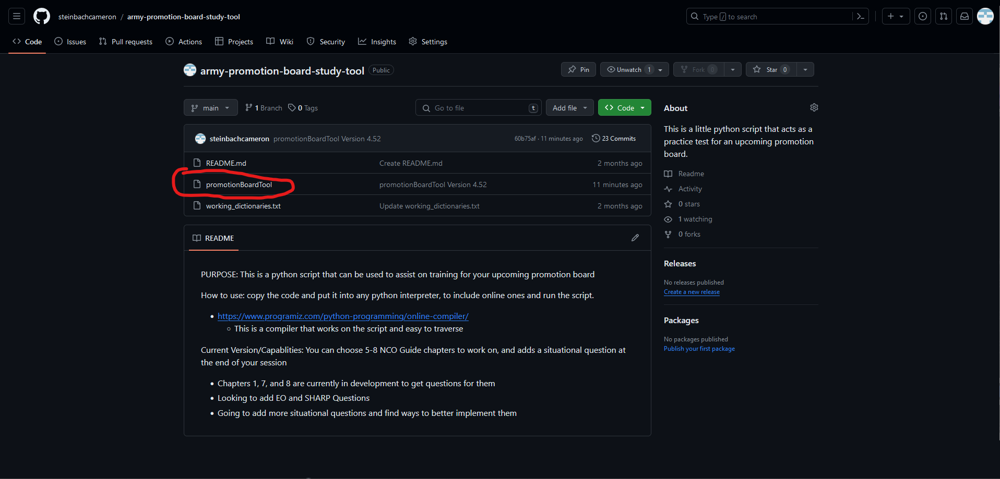 steinbachcameron / army-promotion-board-study-tool
Type / to search
Code Issues Pull requests Actions Projects Wiki Security Insights Settings
army-promotion-board-study-tool Public
Pin Unwatch 1 Fork 0 Star 0
main 1 Branch 0 Tags Go to file t Add file Code
steinbachcameron promotionBoardTool Version 4.52 60b75af · 11 minutes ago 23 Commits
README.md Create README.md 2 months ago
promotionBoardTool promotionBoardTool Version 4.52 11 minutes ago
working_dictionaries.txt Update working_dictionaries.txt 2 months ago
README
PURPOSE: This is a python script that can be used to assist on training for your upcoming promotion board
How to use: copy the code and put it into any python interpreter, to include online ones and run the script.
https://www.programiz.com/python-programming/online-compiler/
This is a compiler that works on the script and easy to traverse
Current Version/Capablities: You can choose 5-8 NCO Guide chapters to work on, and adds a situational question at
the end of your session
Chapters 1, 7, and 8 are currently in development to get questions for them
Looking to add EO and SHARP Questions
Going to add more situational questions and find ways to better implement them
About
This is a little python script that acts as a
practice test for an upcoming promotion
board.
Readme
Activity
0 stars
1 watching
0 forks
Releases
No releases published
Create a new release
Packages
No packages published
Publish your first package